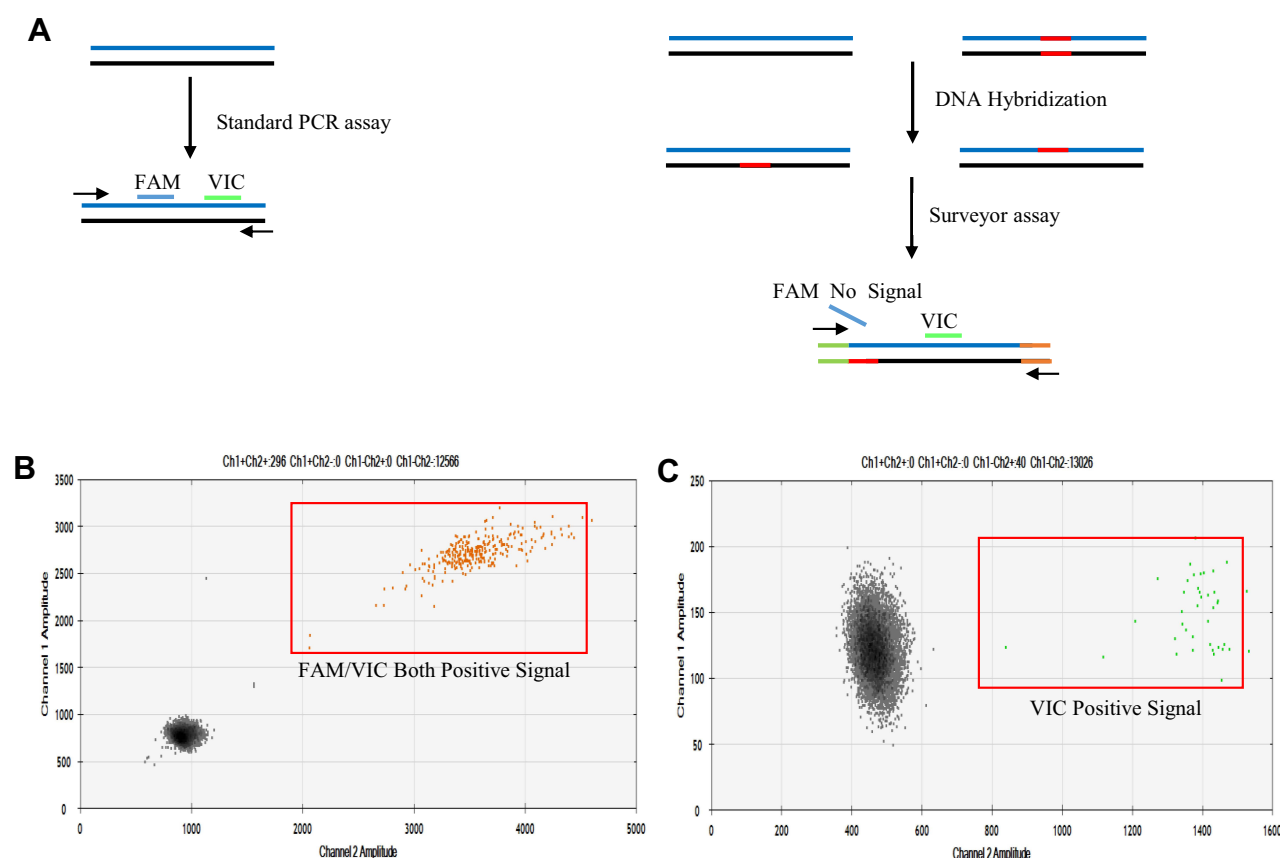 A
Standard PCR assay
FAM VIC
DNA Hybridization
Surveyor assay
FAM No Signal
VIC
B
Ch1+Ch2+:296 Ch1+Ch2-:0 Ch1-Ch2+:0 Ch1-Ch2-:12566
Channel 1 Amplitude
3500
3000
2500
2000
1500
1000
500
0
FAM/VIC Both Positive Signal
0 1000 2000 3000 4000 5000
Channel 2 Amplitude
C
Ch1+Ch2+:0 Ch1+Ch2-:0 Ch1-Ch2+:40 Ch1-Ch2-:13026
Channel 1 Amplitude
250
200
150
100
50
0
VIC Positive Signal
0 200 400 600 800 1000 1200 1400 1600
Channel 2 Amplitude